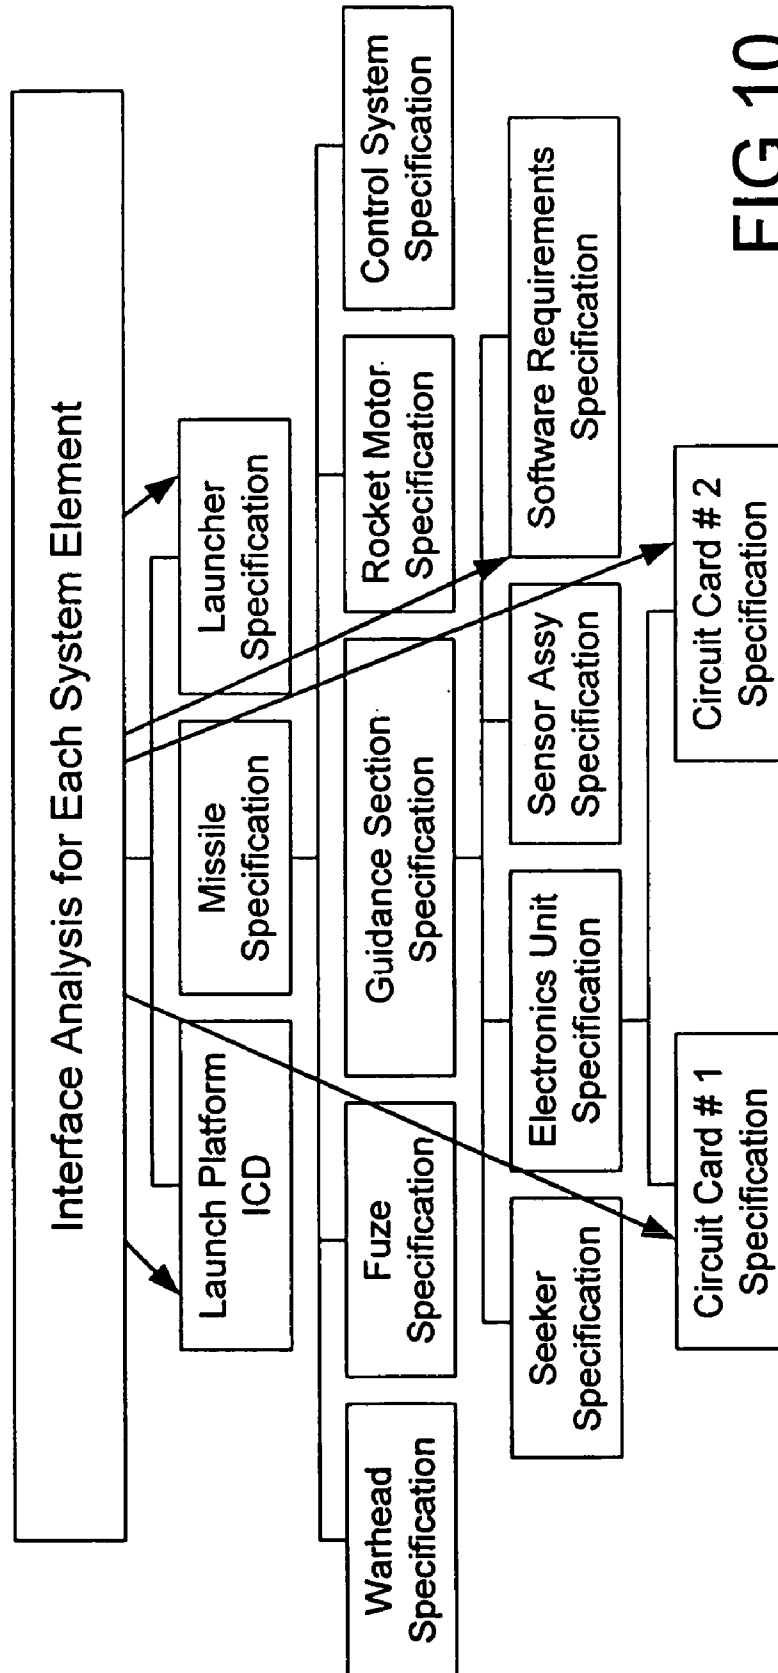 Interface Analysis for Each System Element
Launch Platform
ICD
Missile
Specification
Launcher
Specification
Warhead
Specification
Fuze
Specification
Guidance Section
Specification
Rocket Motor
Specification
Control System
Specification
Seeker
Specification
Electronics Unit
Specification
Sensor Assy
Specification
Software Requirements
Specification
Circuit Card # 1
Specification
Circuit Card # 2
Specification
FIG 10